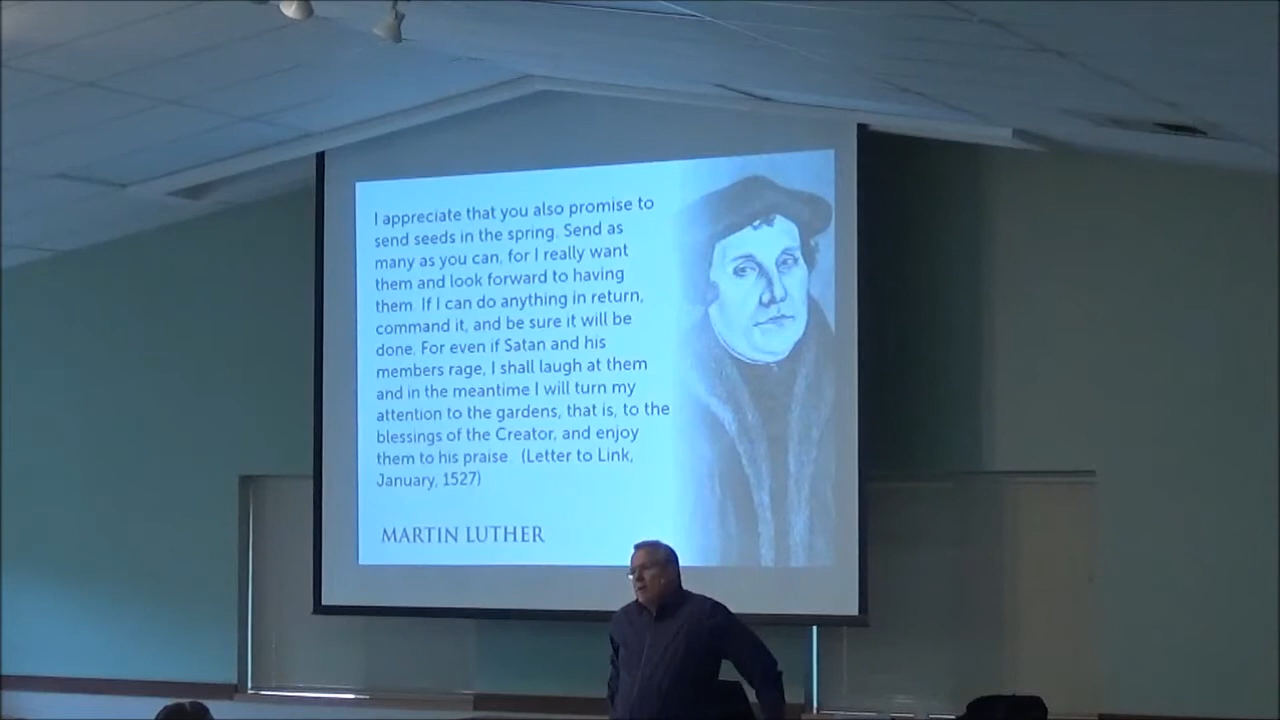 I appreciate that you also promise to
send seeds in the spring. Send as
many as you can, for I really want
them and look forward to having
them. If I can do anything in return,
command it, and be sure it will be
done. For even if Satan and his
members rage, I shall laugh at them
and in the meantime I will turn my
attention to the gardens, that is, to the
blessings of the Creator, and enjoy
them to his praise. (Letter to Link,
January, 1527)
MARTIN LUTHER